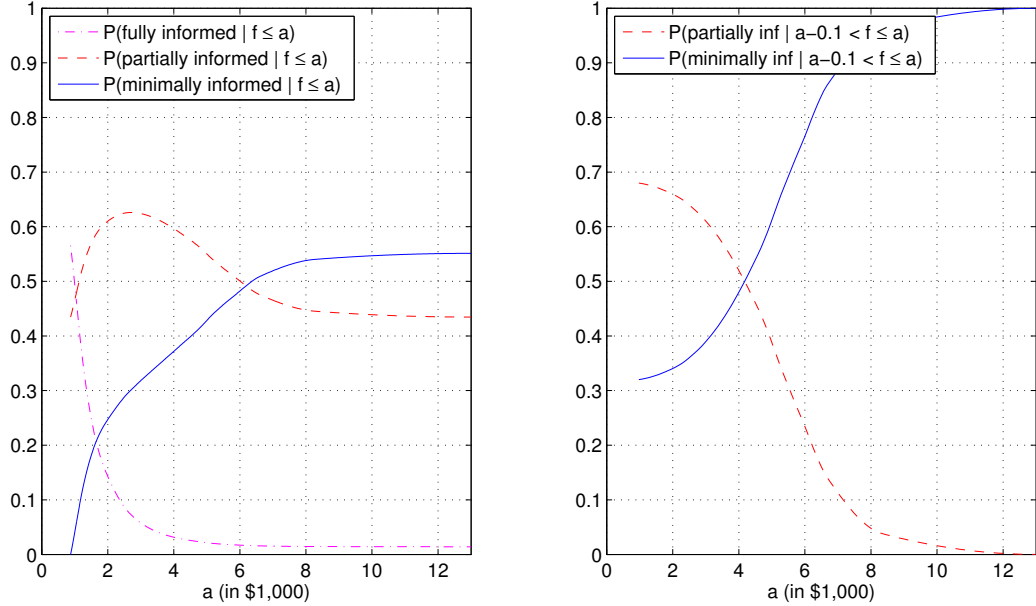 P(fully informed | f ≤ a)
P(partially informed | f ≤ a)
P(minimally informed | f ≤ a)
1
0.9
0.8
0.7
0.6
0.5
0.4
0.3
0.2
0.1
0
0 2 4 6 8 10 12
a (in $1,000)
P(partially inf | a−0.1 < f ≤ a)
P(minimally inf | a−0.1 < f ≤ a)
1
0.9
0.8
0.7
0.6
0.5
0.4
0.3
0.2
0.1
0
0 2 4 6 8 10 12
a (in $1,000)